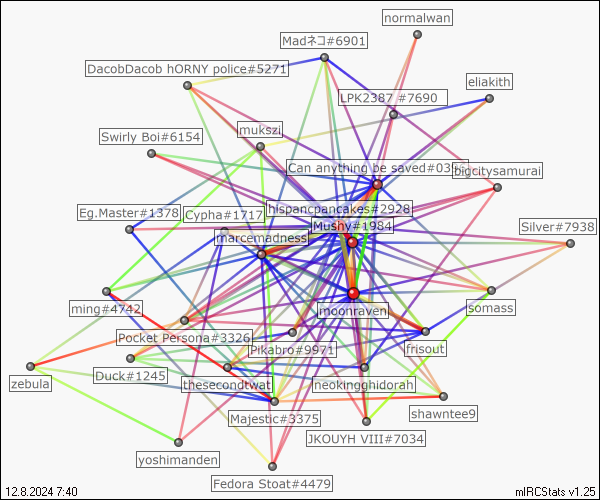 normalwan
Madネコ#6901
DacobDacob hORNY police#5271
eliakith
LPK2387 #7690
mukszi
Swirly Boi#6154
Can anything be saved#03
bigcitysamurai
hispancpancakes#2928
Eg.Master#1378
Cypha#1717
Mushy#1984
Silver#7938
marcemadness
ming#4742
moonraven
somass
Pocket Persona#3326
Pikabro#9971
frisout
zebula
Duck#1245
thesecondtwat
neokingghidorah
Majestic#3375
shawntee9
JKOUYH VIII#7034
yoshimanden
Fedora Stoat#4479
12.8.2024 7:40
mIRCStats v1.25